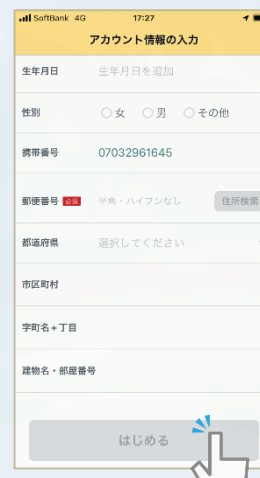 SoftBank 4G 17:27
アカウント情報の入力
生年月日 生年月日を追加
性別 女 男 その他
携帯番号 07032961645
郵便番号 必須 半角・ハイフンなし 住所検索
都道府県 選択してください
市区町村
字町名+丁目
建物名・部屋番号
はじめる